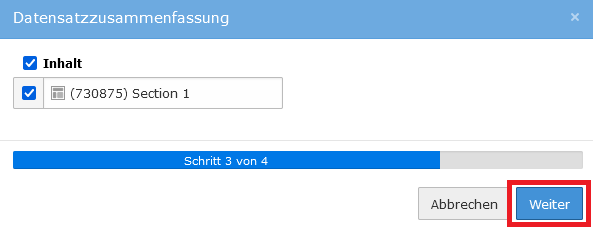 Datensatzzusammenfassung
Inhalt
(730875) Section 1
Schritt 3 von 4
Abbrechen Weiter